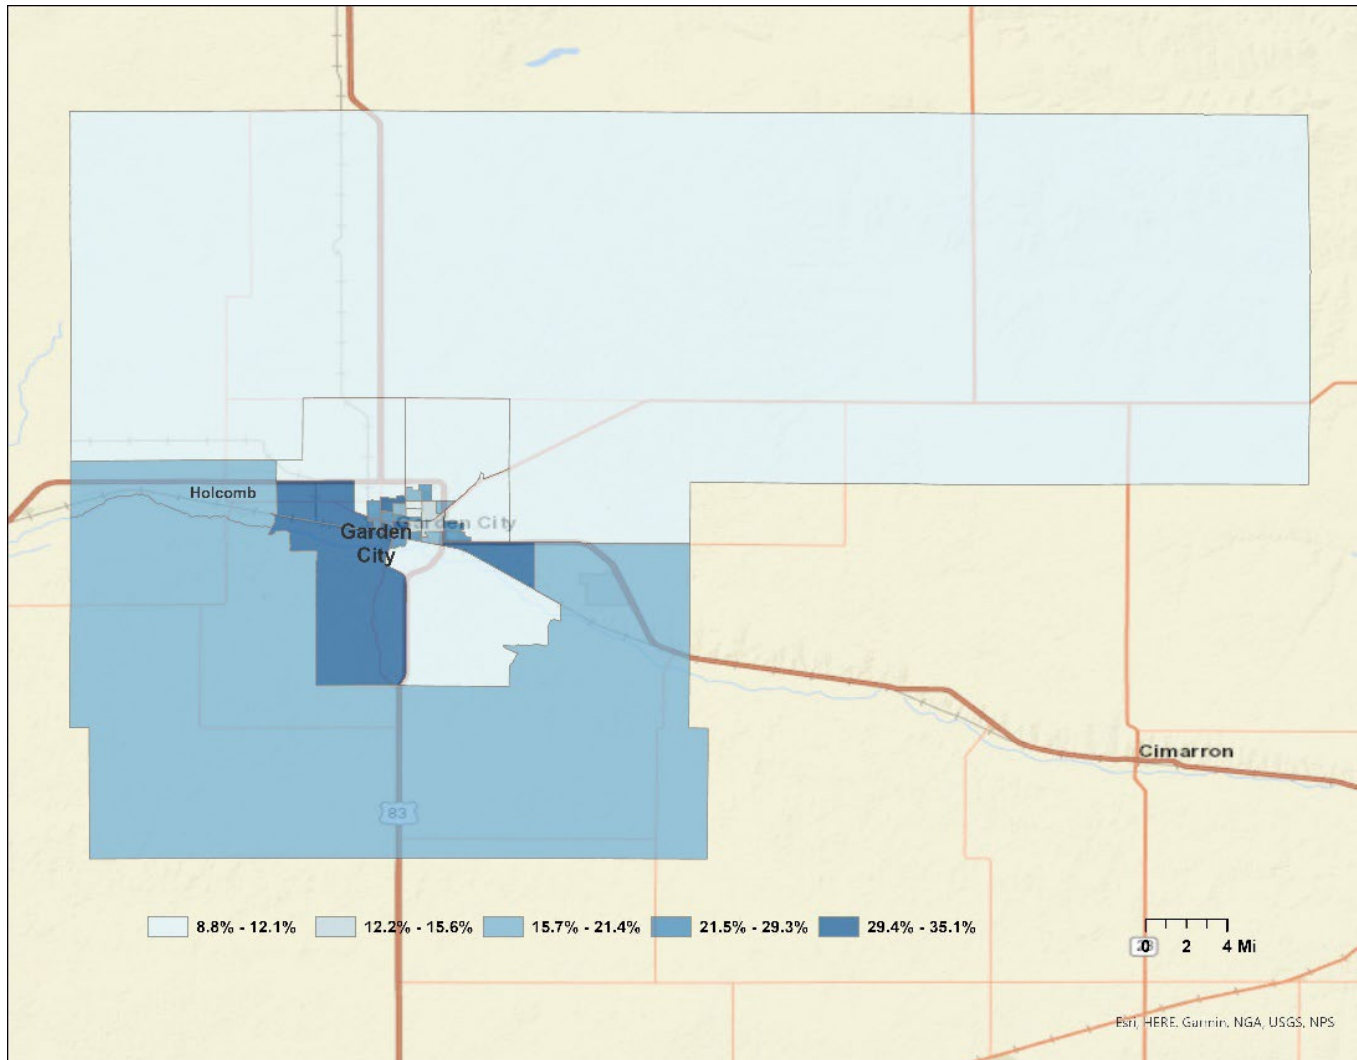 Holcomb
Garden City
Garden
City
Cimarron
83
8.8% - 12.1%
12.2% - 15.6%
15.7% - 21.4%
21.5% - 29.3%
29.4% - 35.1%
0 2 4 Mi
23
Esri, HERE, Garmin, NGA, USGS, NPS